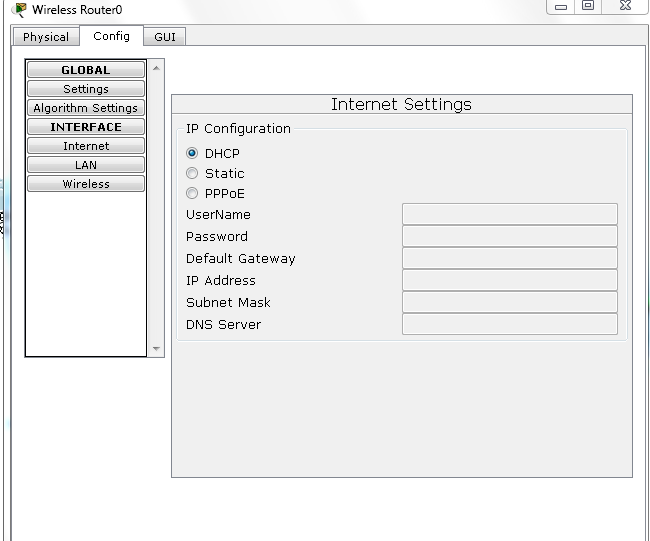 Wireless Router0
Physical Config GUI
GLOBAL
Settings
Algorithm Settings
INTERFACE
Internet
LAN
Wireless
Internet Settings
IP Configuration
DHCP
Static
PPPoE
UserName
Password
Default Gateway
IP Address
Subnet Mask
DNS Server